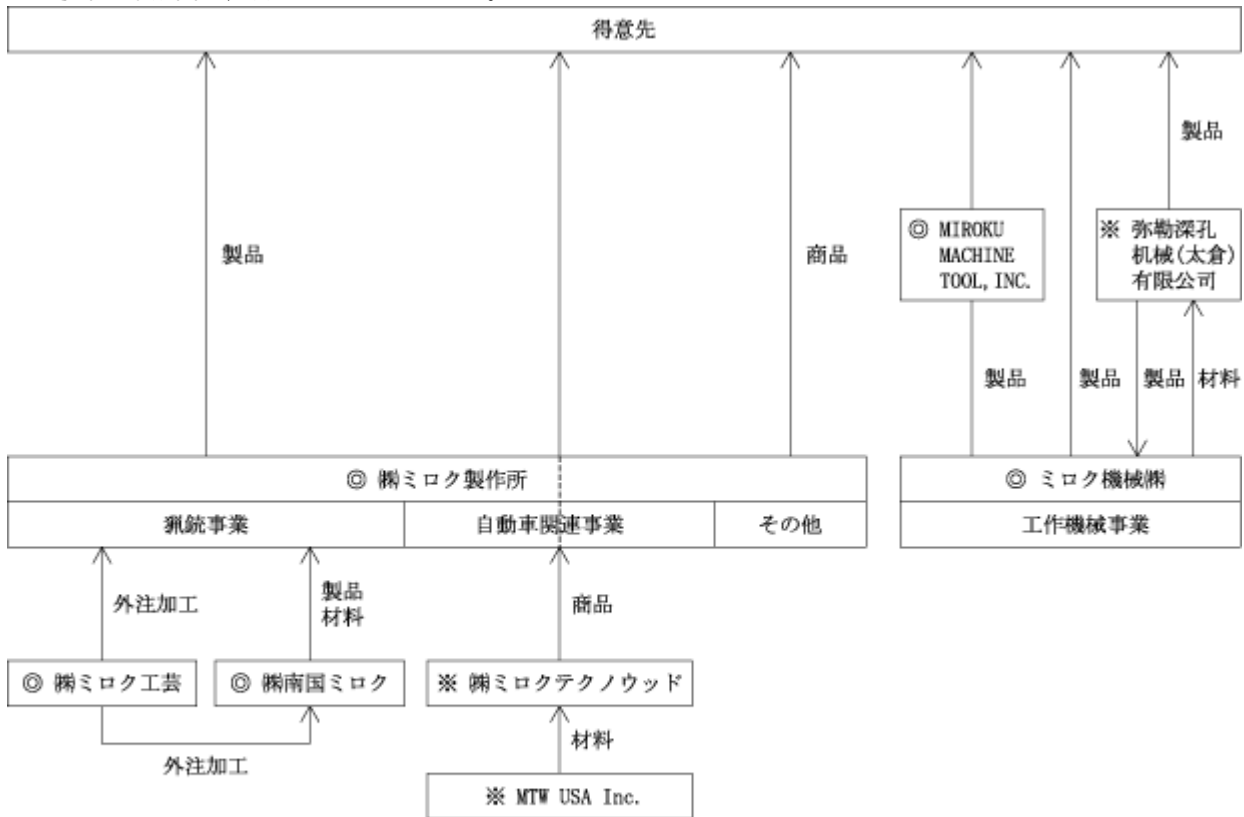 得意先
製品
◎ MIROKU
MACHINE
TOOL, INC.
※ 弥勒深孔
机械(太倉)
有限公司
製品
商品
製品
製品
製品
材料
◎ ㈱ミロク製作所
◎ ミロク機械㈱
猟銃事業
自動車関連事業
その他
工作機械事業
外注加工
製品
材料
商品
◎ ㈱ミロク工芸
◎ ㈱南国ミロク
※ ㈱ミロクテクノウッド
外注加工
材料
※ MTW USA Inc.